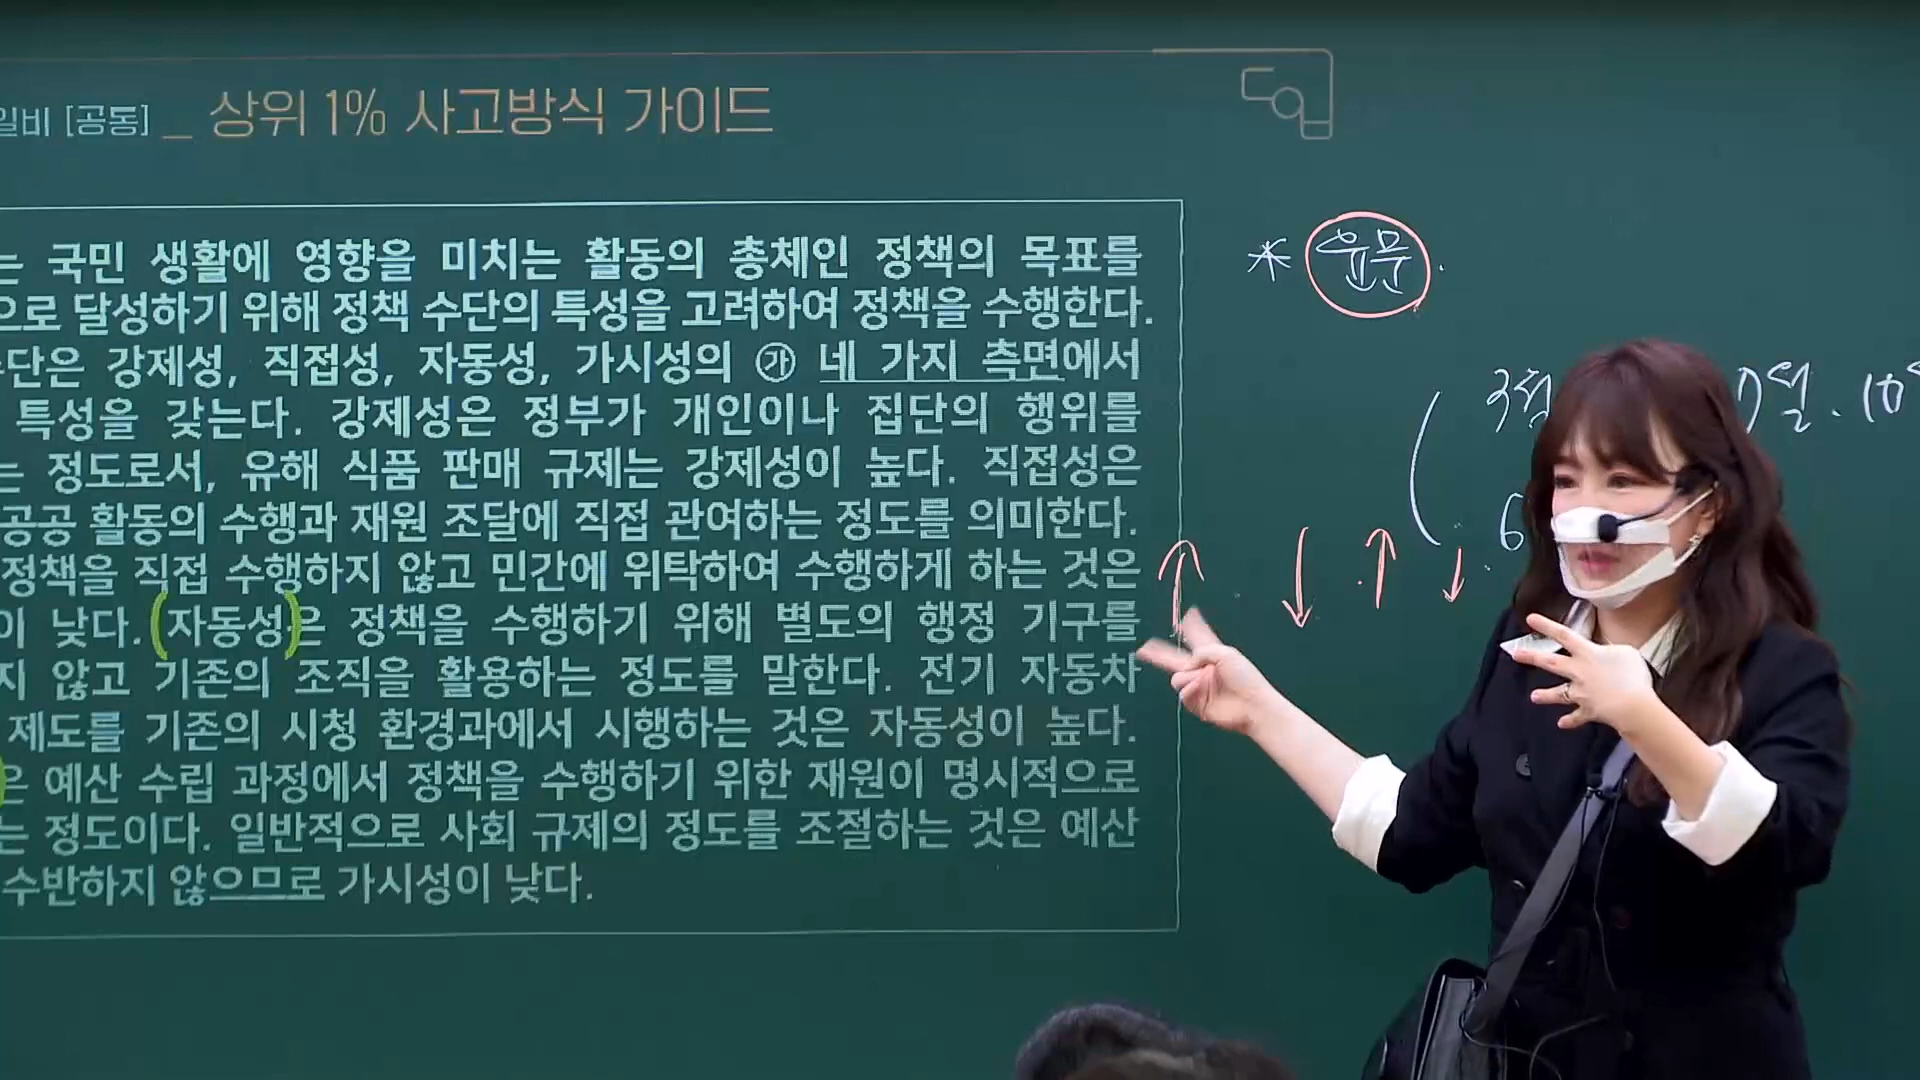 일비 [공통] _ 상위 1% 사고방식 가이드
는 국민 생활에 영향을 미치는 활동의 총체인 정책의 목표를
으로 달성하기 위해 정책 수단의 특성을 고려하여 정책을 수행한다.
수단은 강제성, 직접성, 자동성, 가시성의 ㉮ 네 가지 측면에서
특성을 갖는다. 강제성은 정부가 개인이나 집단의 행위를
는 정도로서, 유해 식품 판매 규제는 강제성이 높다. 직접성은
공공 활동의 수행과 재원 조달에 직접 관여하는 정도를 의미한다.
정책을 직접 수행하지 않고 민간에 위탁하여 수행하게 하는 것은
이 낮다. (자동성)은 정책을 수행하기 위해 별도의 행정 기구를
지 않고 기존의 조직을 활용하는 정도를 말한다. 전기 자동차
제도를 기존의 시청 환경과에서 시행하는 것은 자동성이 높다.
은 예산 수립 과정에서 정책을 수행하기 위한 재원이 명시적으로
는 정도이다. 일반적으로 사회 규제의 정도를 조절하는 것은 예산
수반하지 않으므로 가시성이 낮다.
* 운문.
( 3월 7월. 10
6
↑ ↓ ↑ ↓